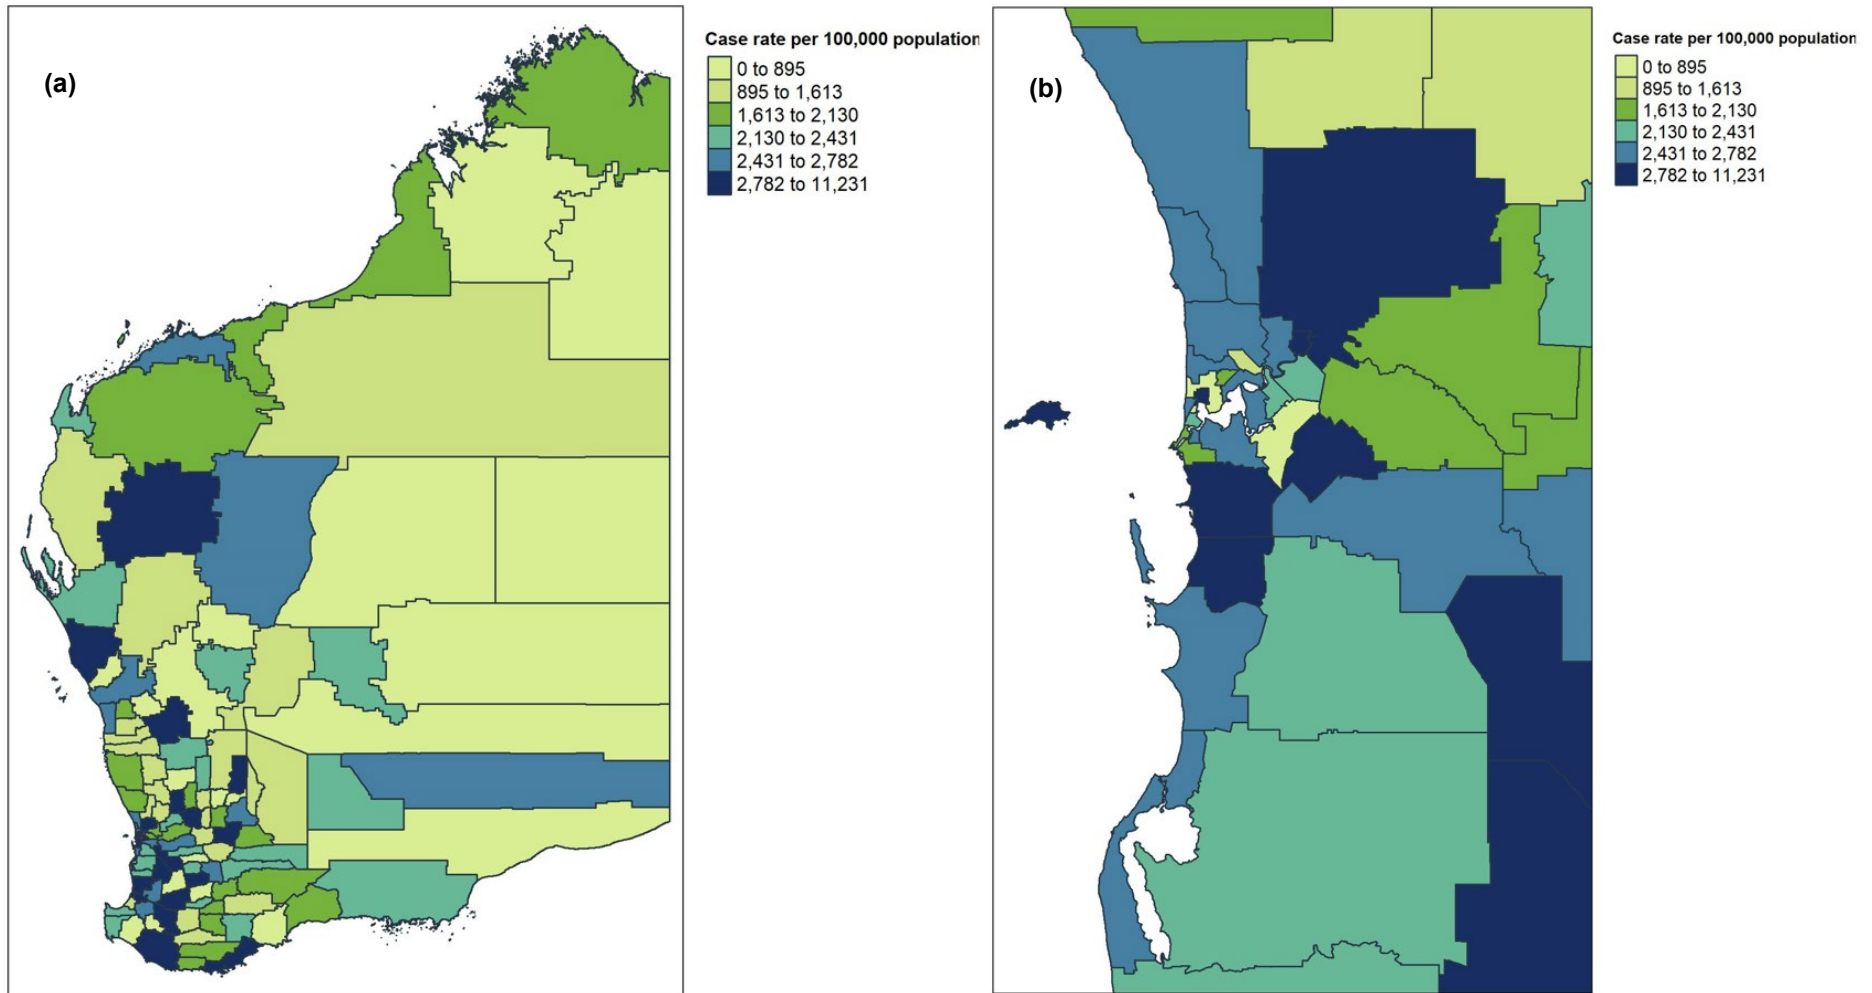 (a)
Case rate per 100,000 population
0 to 895
895 to 1,613
1,613 to 2,130
2,130 to 2,431
2,431 to 2,782
2,782 to 11,231
(b)
Case rate per 100,000 population
0 to 895
895 to 1,613
1,613 to 2,130
2,130 to 2,431
2,431 to 2,782
2,782 to 11,231